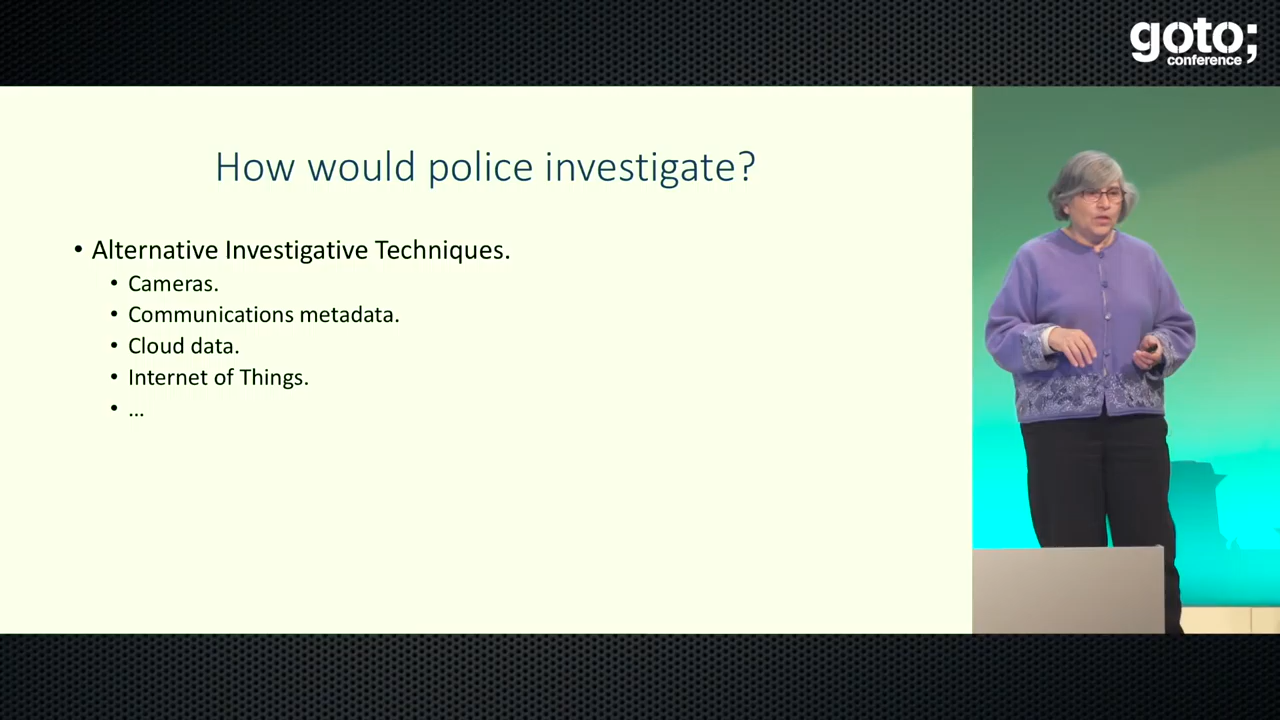 goto;
conference
How would police investigate?
• Alternative Investigative Techniques.
• Cameras.
• Communications metadata.
• Cloud data.
• Internet of Things.
• ...